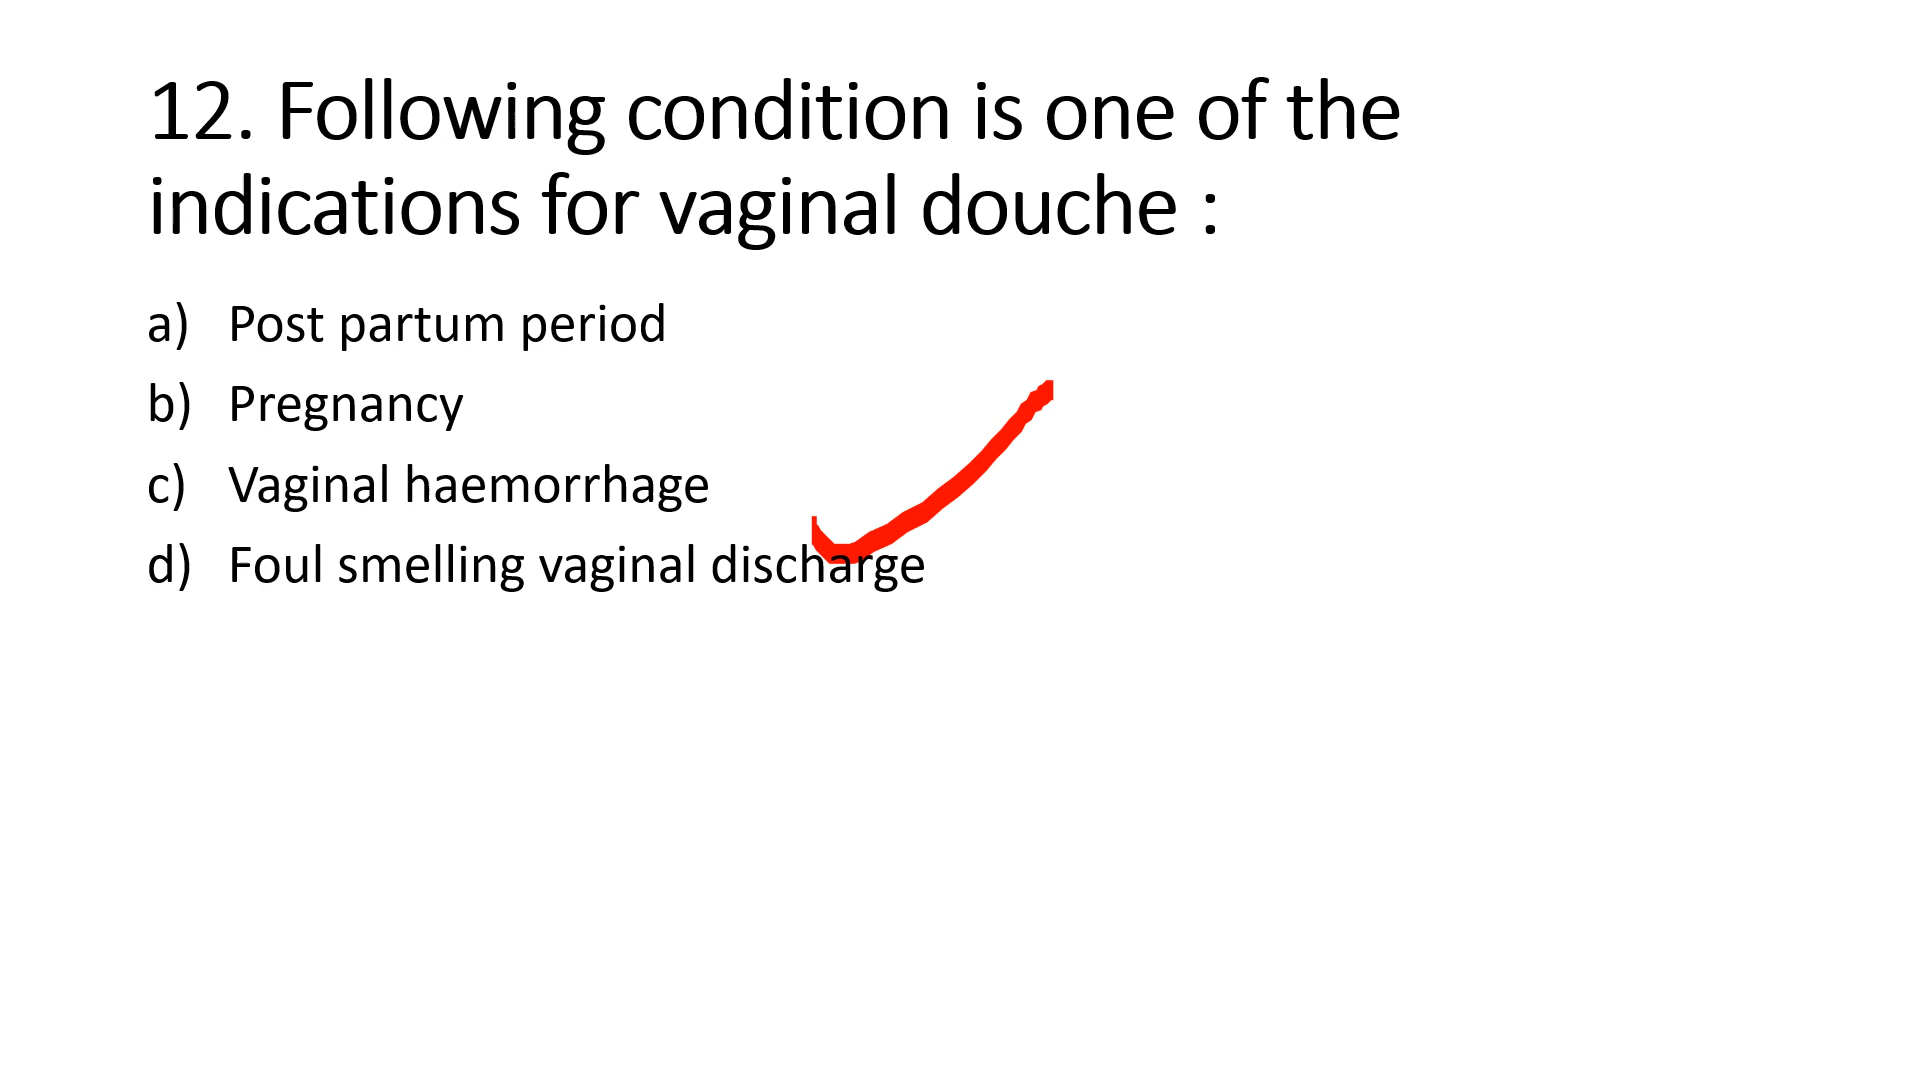 12. Following condition is one of the
indications for vaginal douche :
a) Post partum period
b) Pregnancy
c) Vaginal haemorrhage
d) Foul smelling vaginal discharge